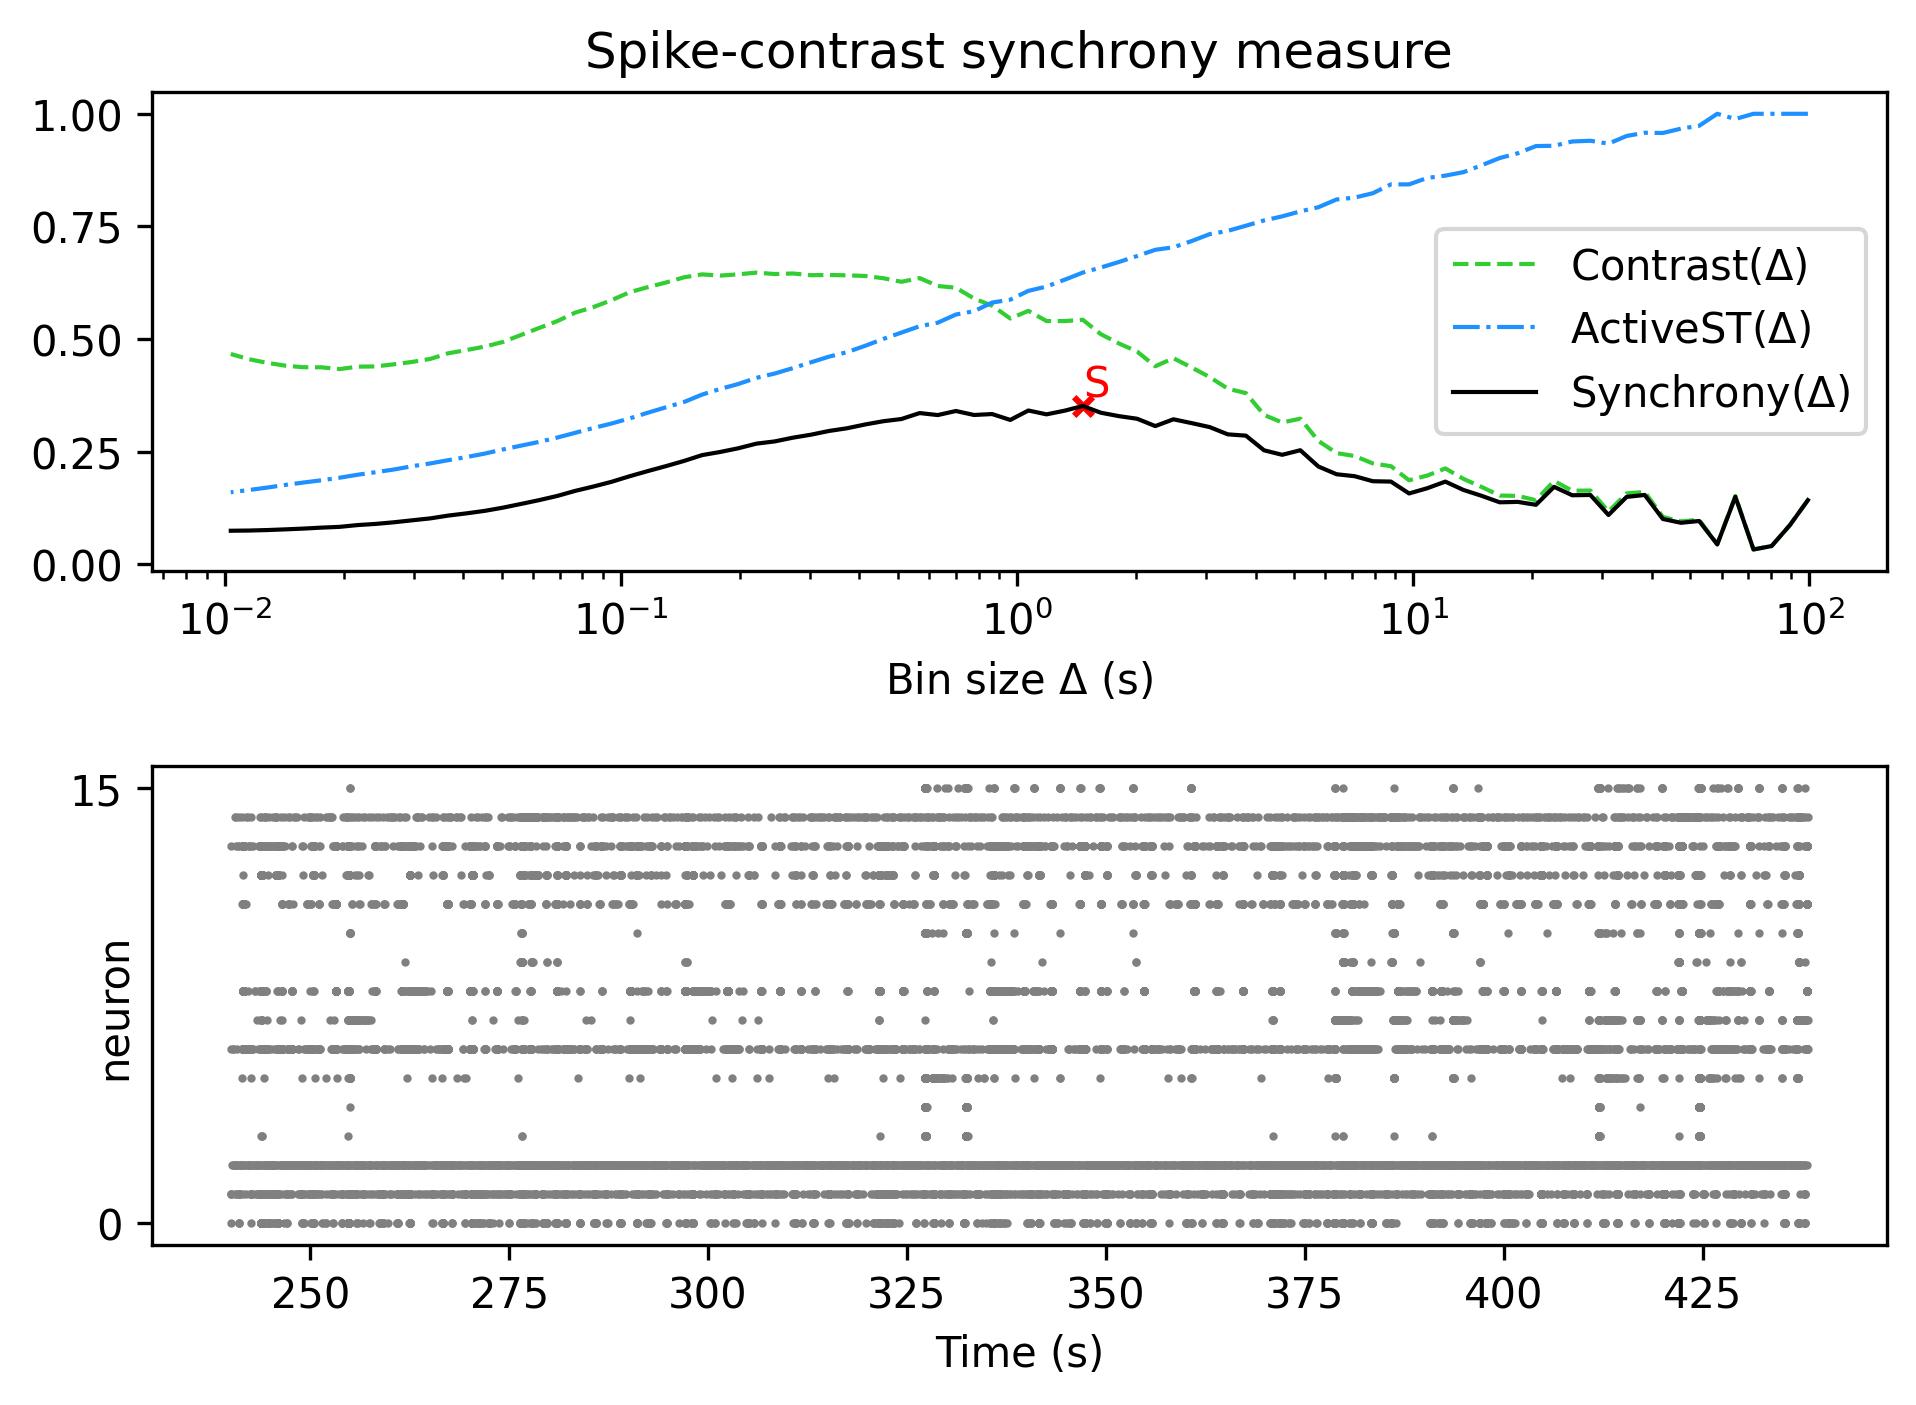 Spike-contrast synchrony measure
1.00
0.75
0.50
0.25
0.00
Contrast(Δ)
ActiveST(Δ)
Synchrony(Δ)
S
10⁻² 10⁻¹ 10⁰ 10¹ 10²
Bin size Δ (s)
15
neuron
0
250 275 300 325 350 375 400 425
Time (s)